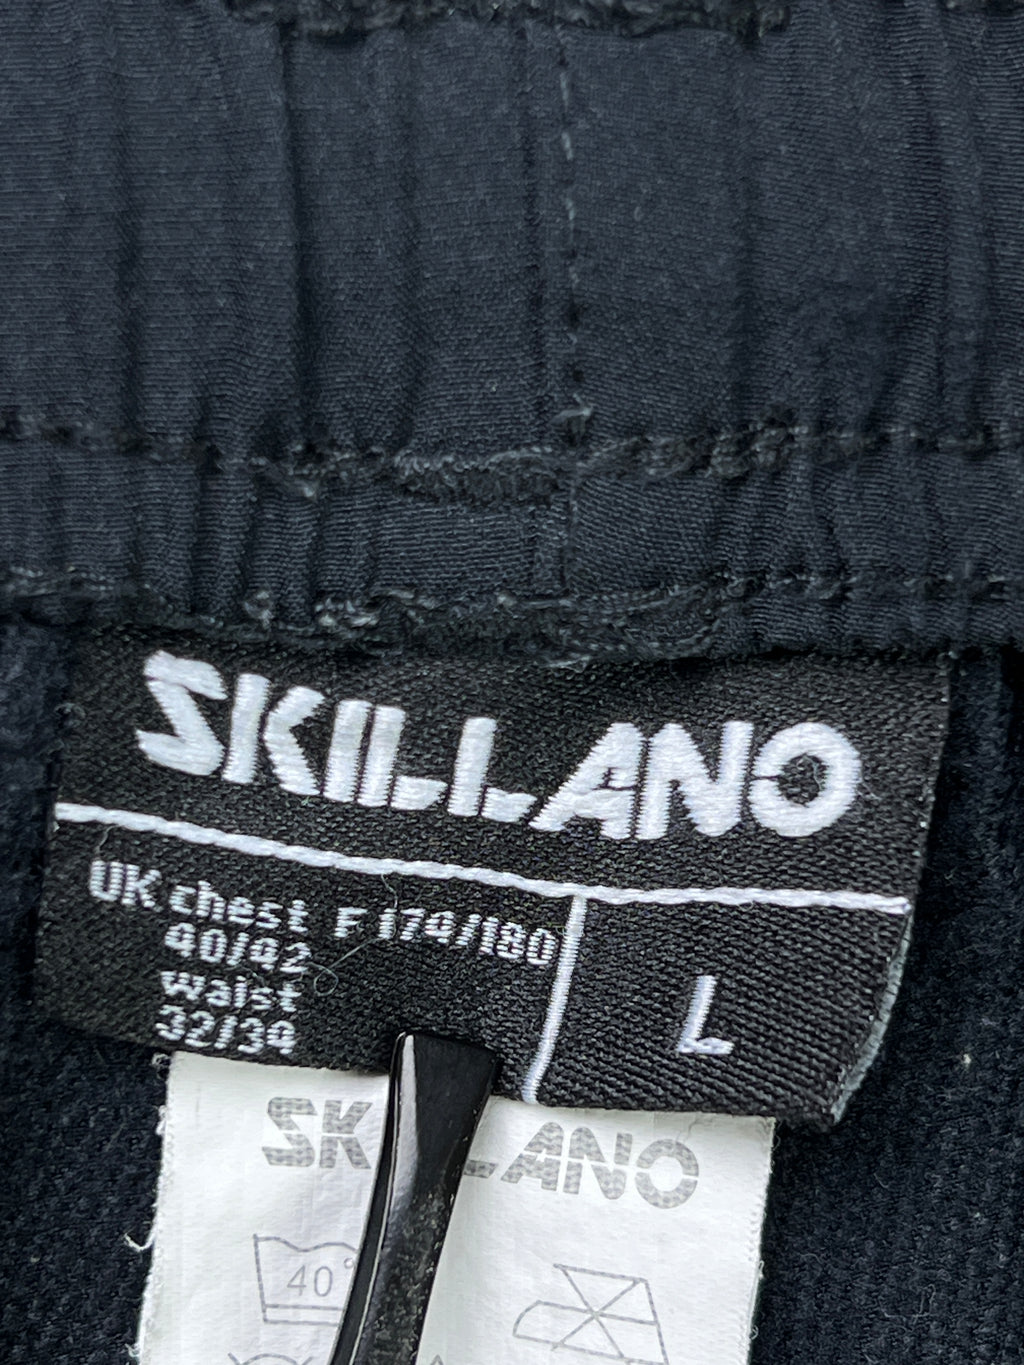 SKILLANO
UK chest F 174/180
40/42
waist
32/34
L
SK LANO
40°